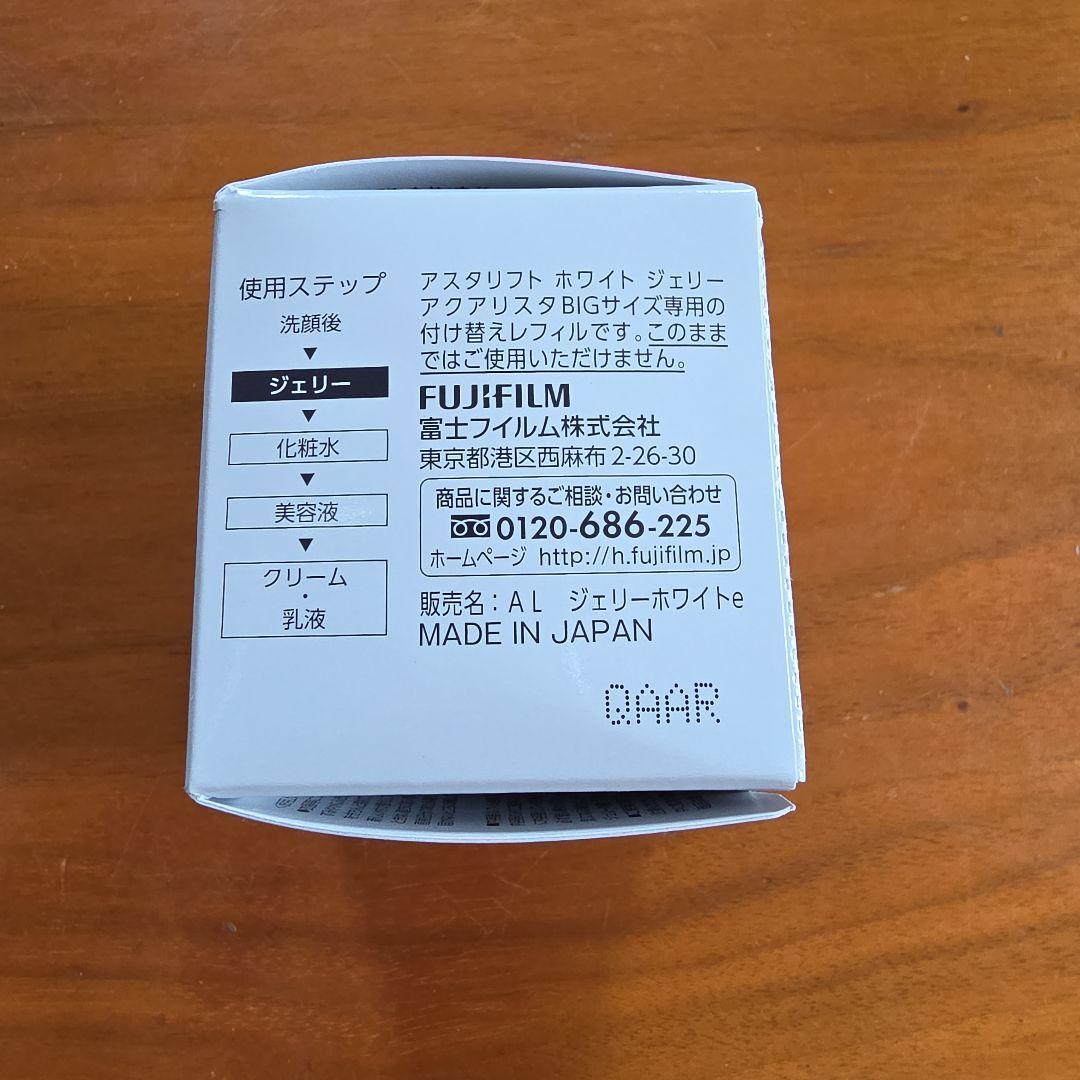 使用ステップ
洗顔後
▼
ジェリー
▼
化粧水
▼
美容液
▼
クリーム
・
乳液
アスタリフト ホワイト ジェリー
アクアリスタBIGサイズ専用の
付け替えレフィルです。このまま
ではご使用いただけません。
FUJIFILM
富士フイルム株式会社
東京都港区西麻布2-26-30
商品に関するご相談・お問い合わせ
0120-686-225
ホームページ http://h.fujifilm.jp
販売名：AL ジェリーホワイトe
MADE IN JAPAN
QAAR